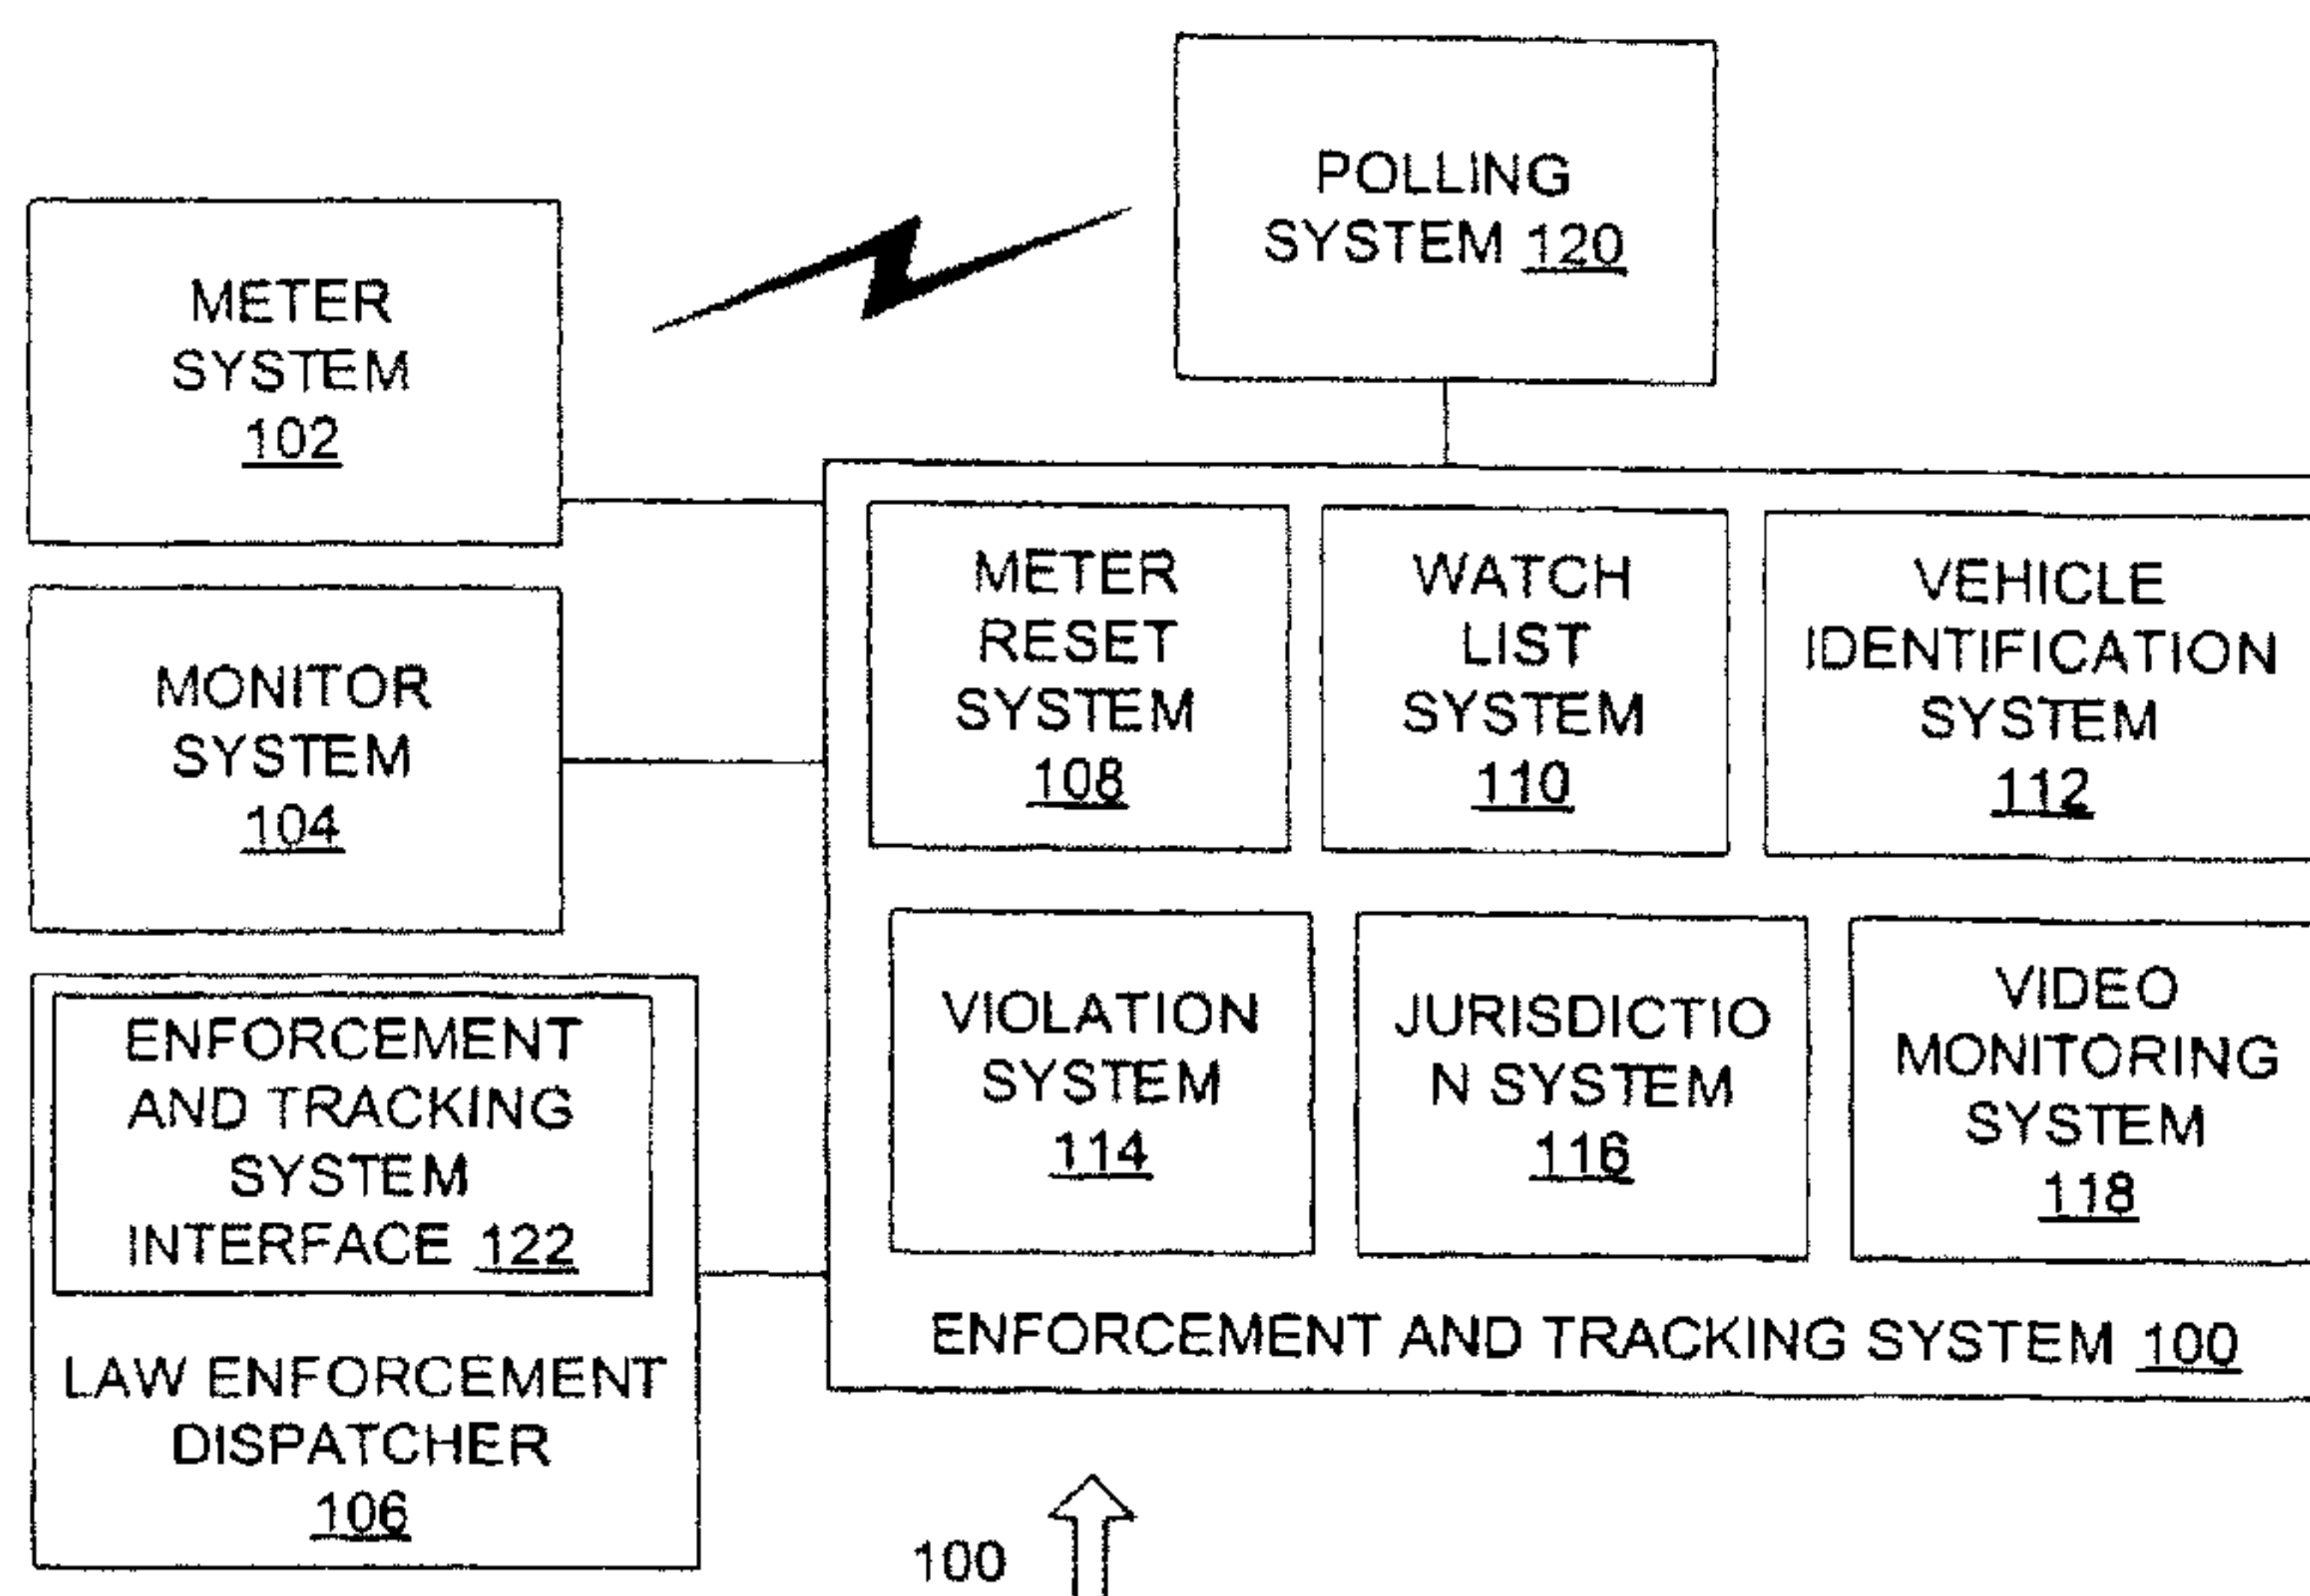 POLLING
SYSTEM 120
METER
SYSTEM
102
MONITOR
SYSTEM
104
ENFORCEMENT
AND TRACKING
SYSTEM
INTERFACE 122
LAW ENFORCEMENT
DISPATCHER
106
METER
RESET
SYSTEM
108
WATCH
LIST
SYSTEM
110
VEHICLE
IDENTIFICATION
SYSTEM
112
VIOLATION
SYSTEM
114
JURISDICTIO
N SYSTEM
116
VIDEO
MONITORING
SYSTEM
118
ENFORCEMENT AND TRACKING SYSTEM 100
100